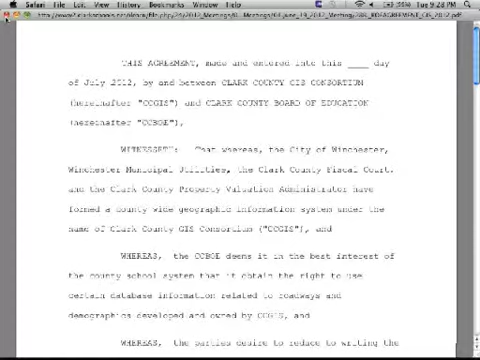 Safari File Edit View History Bookmarks Window Help Tue 9:28 PM
THIS AGREEMENT, made and entered into this ____ day
of July 2012, by and between CLARK COUNTY GIS CONSORTIUM
(hereinafter "CCGIS") and CLARK COUNTY BOARD OF EDUCATION
(hereinafter "CCBOE"),
WITNESSETH: That whereas, the City of Winchester,
Winchester Municipal Utilities, the Clark County Fiscal Court,
and the Clark County Property Valuation Administrator have
formed a county wide geographic information system under the
name of Clark County GIS Consortium ("CCGIS"), and
WHEREAS, the CCBOE deems it in the best interest of
the county school system that it obtain the right to use
certain database information related to roadways and
demographics developed and owned by CCGIS, and
WHEREAS, the parties desire to reduce to writing the